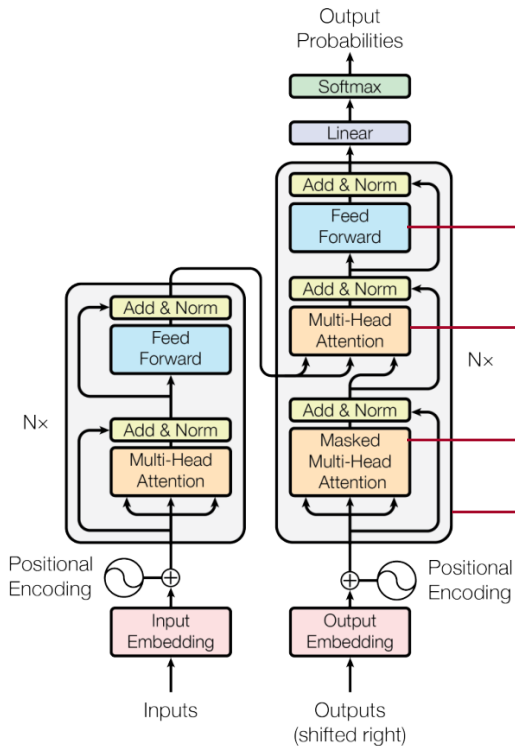 Output
Probabilities
Softmax
Linear
Add & Norm
Feed
Forward
Add & Norm
Multi-Head
Attention
Add & Norm
Masked
Multi-Head
Attention
N×
Add & Norm
Feed
Forward
Add & Norm
Multi-Head
Attention
N×
Positional
Encoding
Positional
Encoding
Input
Embedding
Output
Embedding
Inputs
Outputs
(shifted right)